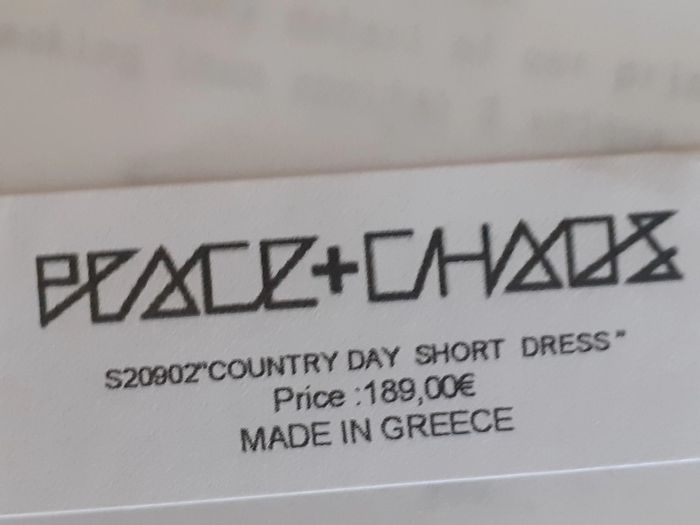 PEACE+CHAOS
S20902"COUNTRY DAY SHORT DRESS"
Price :189,00€
MADE IN GREECE